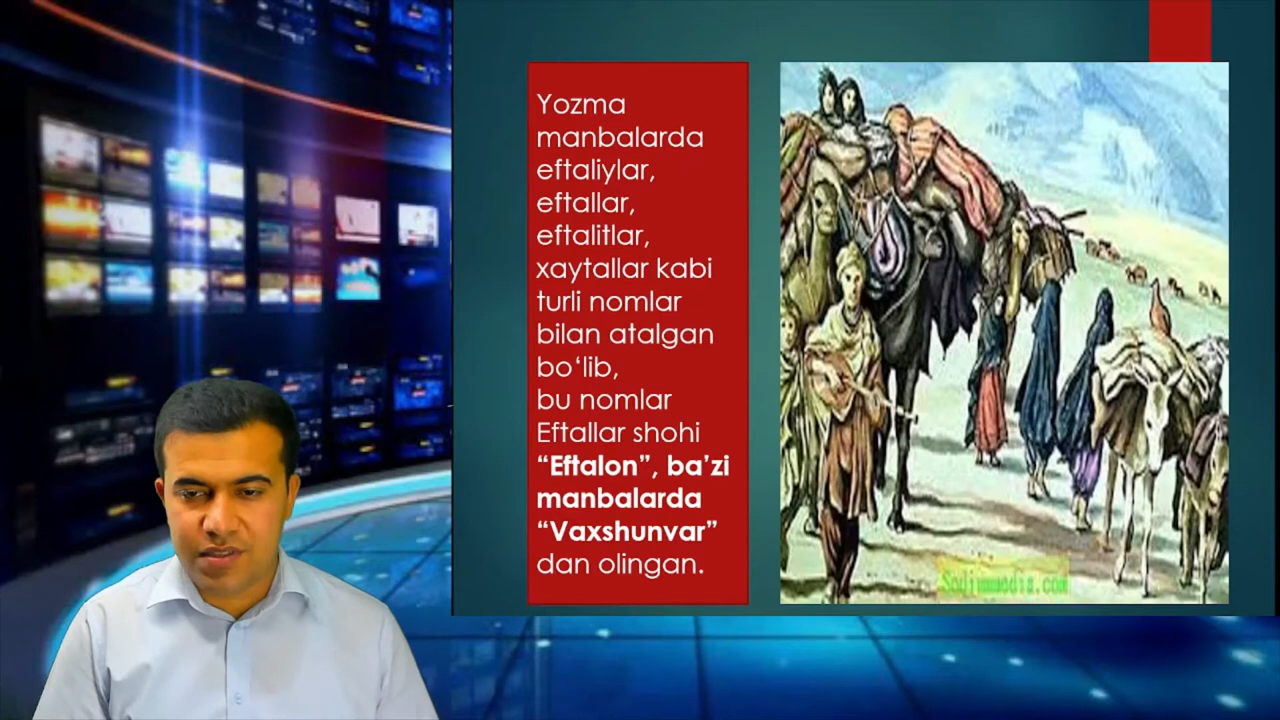 Yozma
manbalarda
eftaliylar,
eftallar,
eftalitlar,
xaytallar kabi
turli nomlar
bilan atalgan
bo‘lib,
bu nomlar
Eftallar shohi
“Eftalon”, ba’zi
manbalarda
“Vaxshunvar”
dan olingan.